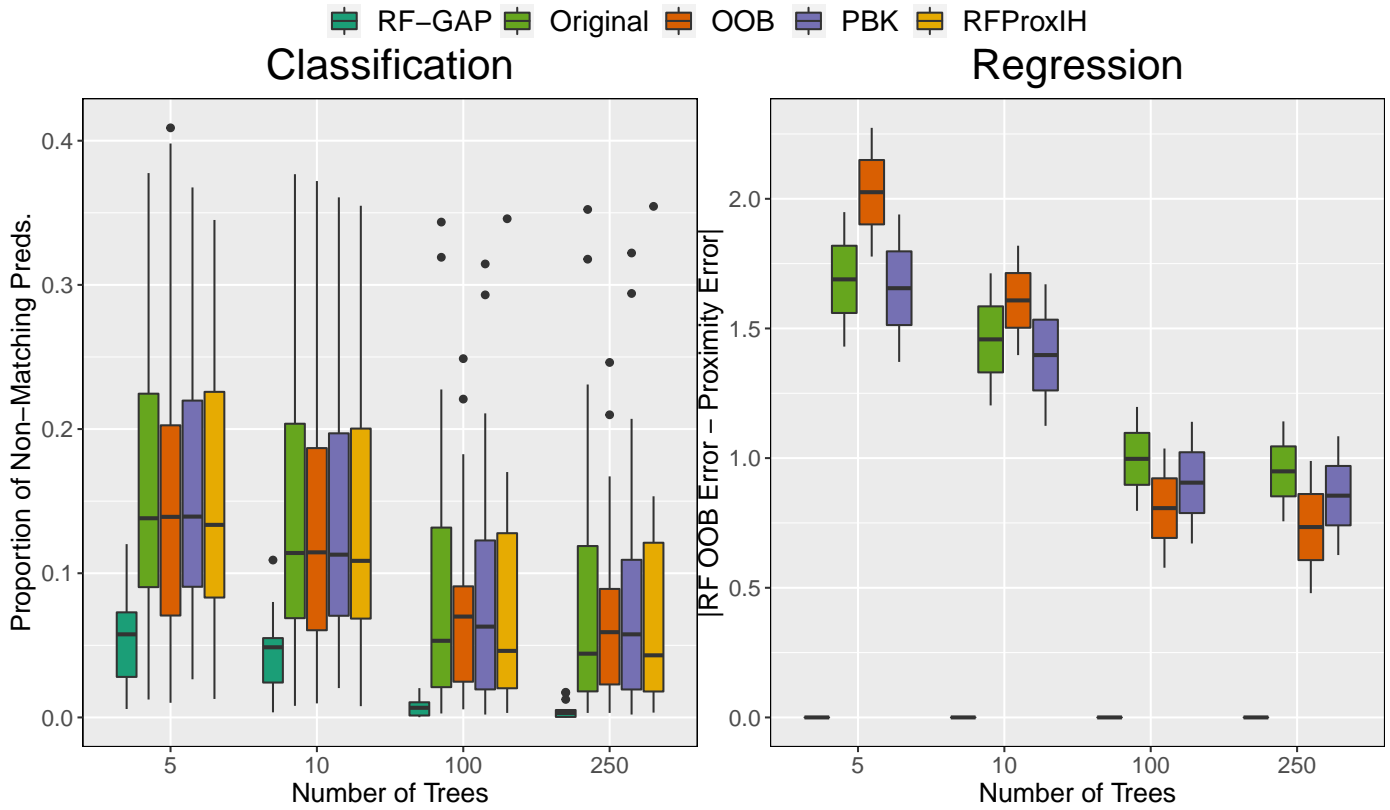 RF−GAP Original OOB PBK RFProxIH
Classification
Regression
Proportion of Non−Matching Preds.
0.4
0.3
0.2
0.1
0.0
5 10 100 250
Number of Trees
|RF OOB Error − Proximity Error|
2.0
1.5
1.0
0.5
0.0
5 10 100 250
Number of Trees